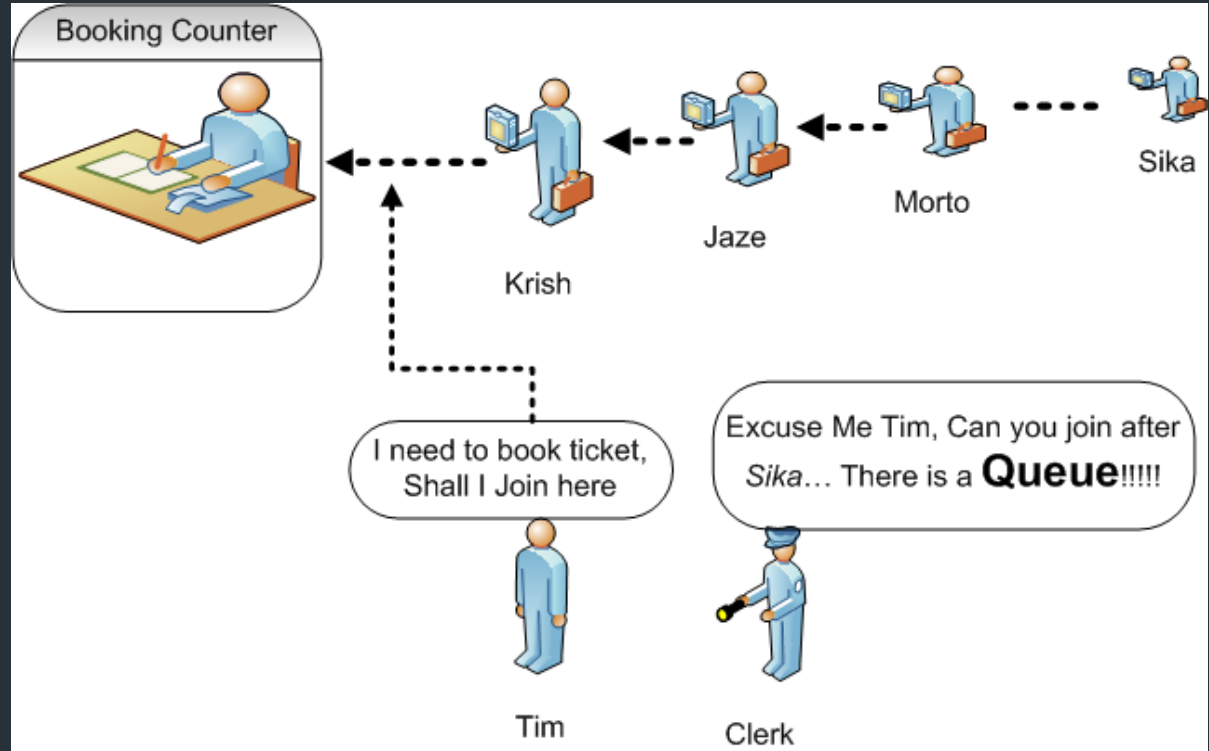 Booking Counter
Sika
Morto
Jaze
Krish
I need to book ticket,
Shall I Join here
Excuse Me Tim, Can you join after
Sika… There is a Queue!!!!!
Tim
Clerk